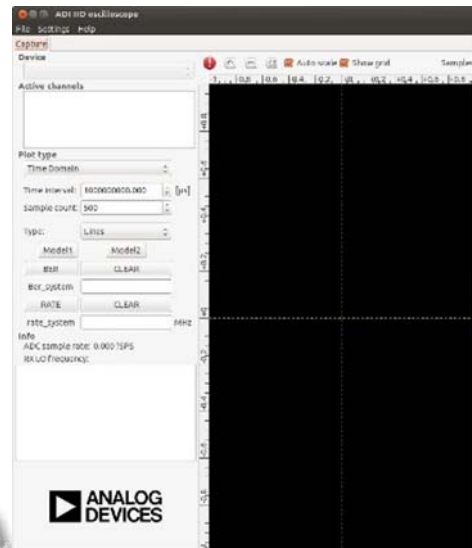 ADI IIO oscilloscope
File Settings Help
Capture
Device
Auto scale Show grid Samples
Active channels
Plot type
Time Domain
Time Interval: 1000000000.000 [µs]
Sample count: 500
Type: Lines
Model1 Model2
BER CLEAR
Ber_system
RATE CLEAR
rate_system MHz
Info
ADC sample rate: 0.000
RX LO Frequency:
ANALOG
DEVICES